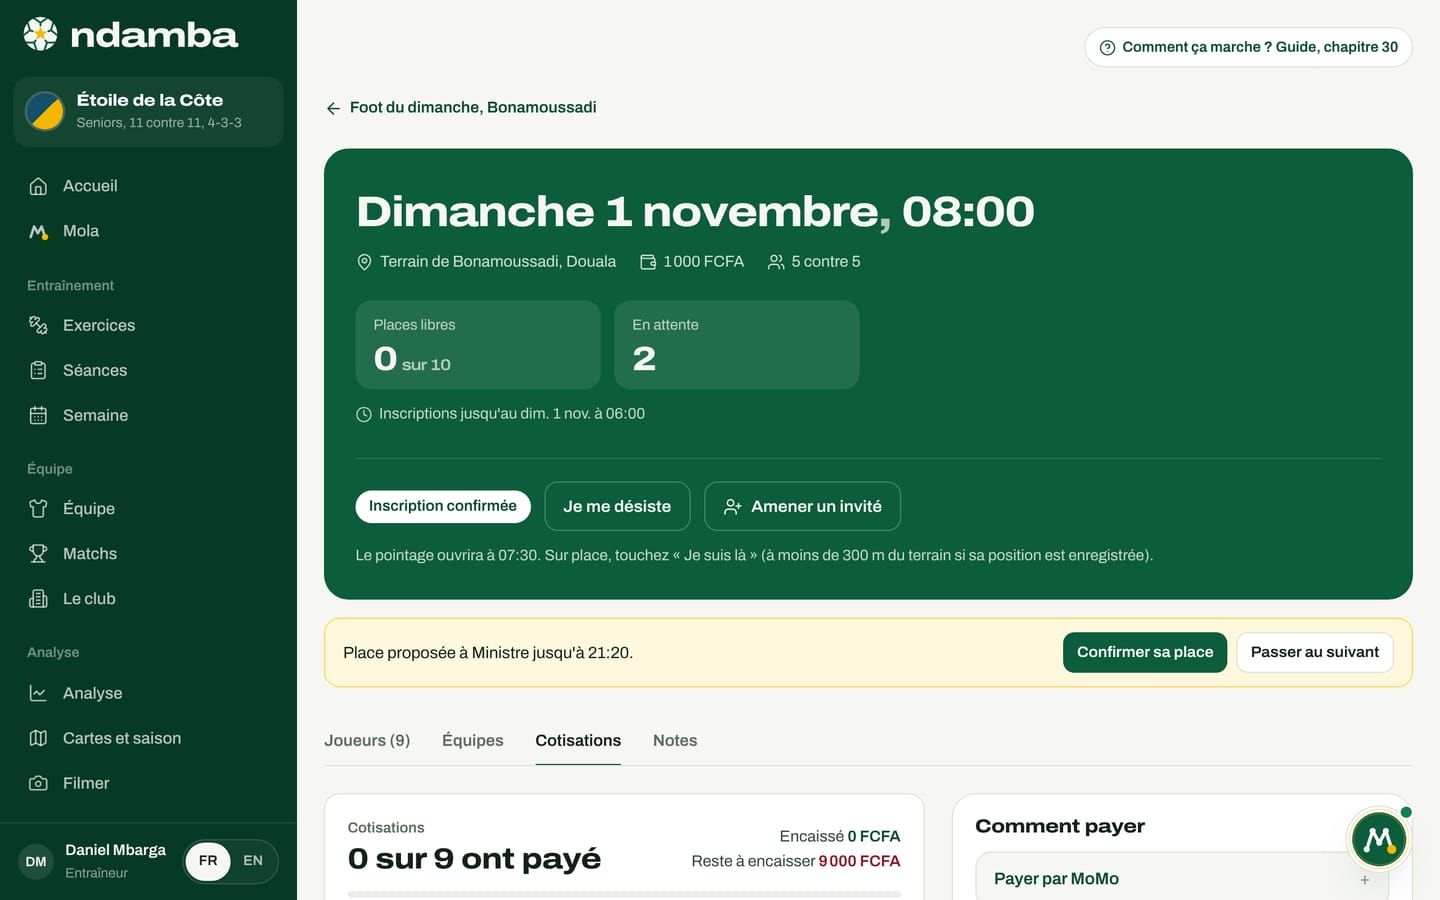 ndamba
Étoile de la Côte
Seniors, 11 contre 11, 4-3-3
Accueil
Mola
Entraînement
Exercices
Séances
Semaine
Équipe
Équipe
Matchs
Le club
Analyse
Analyse
Cartes et saison
Filmer
DM
Daniel Mbarga
Entraîneur
FR
EN
Comment ça marche ? Guide, chapitre 30
Foot du dimanche, Bonamoussadi
Dimanche 1 novembre, 08:00
Terrain de Bonamoussadi, Douala
1 000 FCFA
5 contre 5
Places libres
0 sur 10
En attente
2
Inscriptions jusqu'au dim. 1 nov. à 06:00
Inscription confirmée
Je me désiste
Amener un invité
Le pointage ouvrira à 07:30. Sur place, touchez « Je suis là » (à moins de 300 m du terrain si sa position est enregistrée).
Place proposée à Ministre jusqu'à 21:20.
Confirmer sa place
Passer au suivant
Joueurs (9)
Équipes
Cotisations
Notes
Cotisations
0 sur 9 ont payé
Encaissé 0 FCFA
Reste à encaisser 9 000 FCFA
Comment payer
Payer par MoMo
+